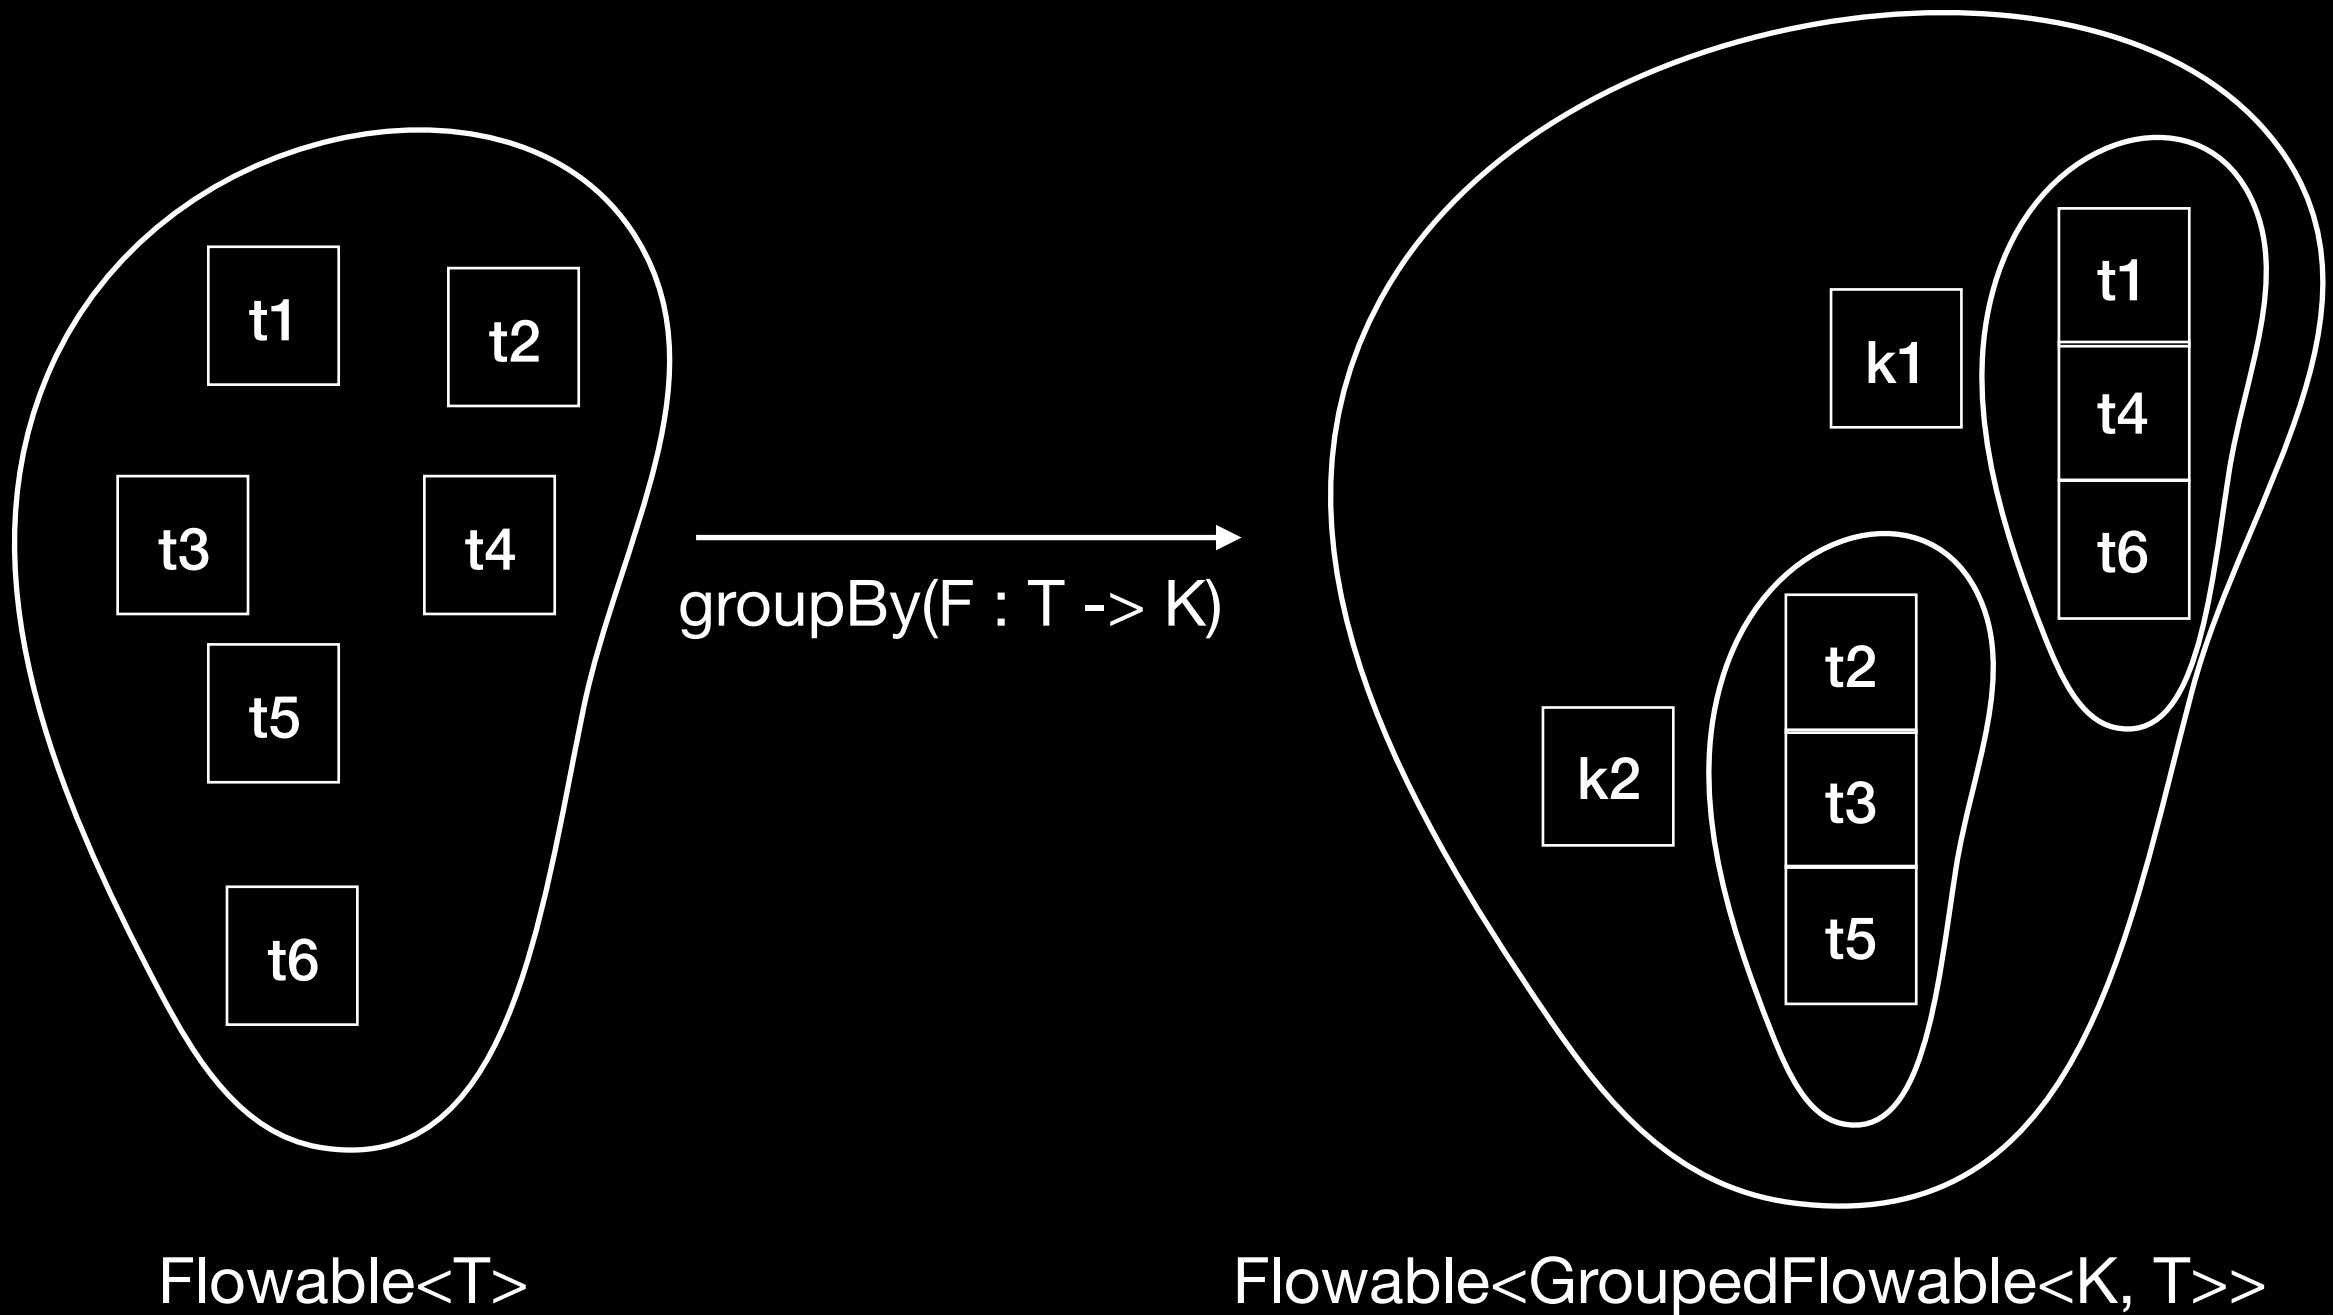 t1
t2
t3
t4
t5
t6
Flowable<T>
groupBy(F : T -> K)
k1
t1
t4
t6
k2
t2
t3
t5
Flowable<GroupedFlowable<K, T>>